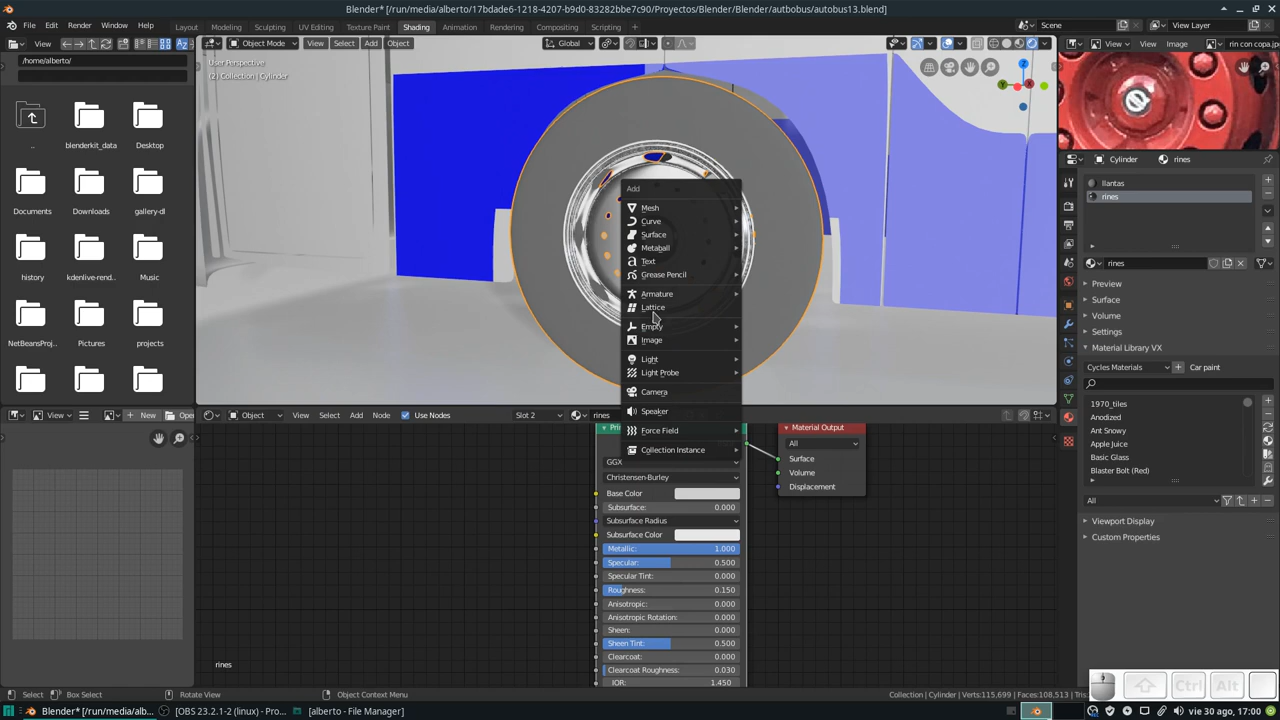 Blender* [/run/media/alberto/17bdade6-1218-4207-b9d0-83282bbe7c90/Proyectos/Blender/Blender/autbobus/autobus13.blend]
File Edit Render Window Help Layout Modeling Sculpting UV Editing Texture Paint Shading Animation Rendering Compositing Scripting Scene View Layer
View Object Mode View Select Add Object Global View Image rin con copa.jp
/home/alberto/
User Perspective
(2) Collection | Cylinder
.. blenderkit_data Desktop
Documents Downloads gallery-dl
history kdenlive-rend... Music
NetBeansProj... Pictures projects
Add
Mesh
Curve
Surface
Metaball
Text
Grease Pencil
Armature
Lattice
Empty
Image
Light
Light Probe
Camera
Speaker
Force Field
Collection Instance
Cylinder rines
llantas
rines
rines
Preview
Surface
Volume
Settings
Material Library VX
Cycles Materials Car paint
1970_tiles
Anodized
Ant Snowy
Apple Juice
Basic Glass
Blaster Bolt (Red)
All
Viewport Display
Custom Properties
View New Open
Object View Select Add Node Use Nodes Slot 2 rines
Pri
GGX
Christensen-Burley
Base Color
Subsurface: 0.000
Subsurface Radius
Subsurface Color
Metallic: 1.000
Specular: 0.500
Specular Tint: 0.000
Roughness: 0.150
Anisotropic: 0.000
Anisotropic Rotation: 0.000
Sheen: 0.000
Sheen Tint: 0.500
Clearcoat: 0.000
Clearcoat Roughness: 0.030
IOR: 1.450
Material Output
All
Surface
Volume
Displacement
rines
Select Box Select Rotate View Object Context Menu Collection | Cylinder | Verts:115,699 | Faces:108,513 | Tris:
Ctrl Alt
Blender* [/run/media/alb... [OBS 23.2.1-2 (linux) - Pro... [alberto - File Manager] vie 30 ago, 17:00